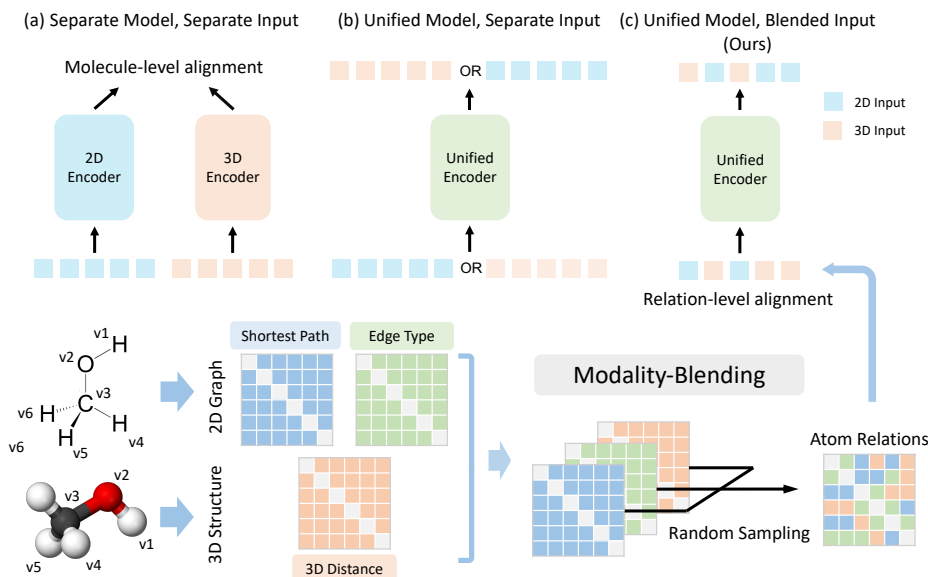 (a) Separate Model, Separate Input
(b) Unified Model, Separate Input
(c) Unified Model, Blended Input
(Ours)
Molecule-level alignment
OR
2D Input
3D Input
2D
Encoder
3D
Encoder
Unified
Encoder
Unified
Encoder
OR
Relation-level alignment
v1
H
v2
O
v3
C
v6
H
H
H
v6
v5
v4
2D Graph
Shortest Path
Edge Type
Modality-Blending
Atom Relations
Random Sampling
v2
v3
v1
v5
v4
3D Structure
3D Distance